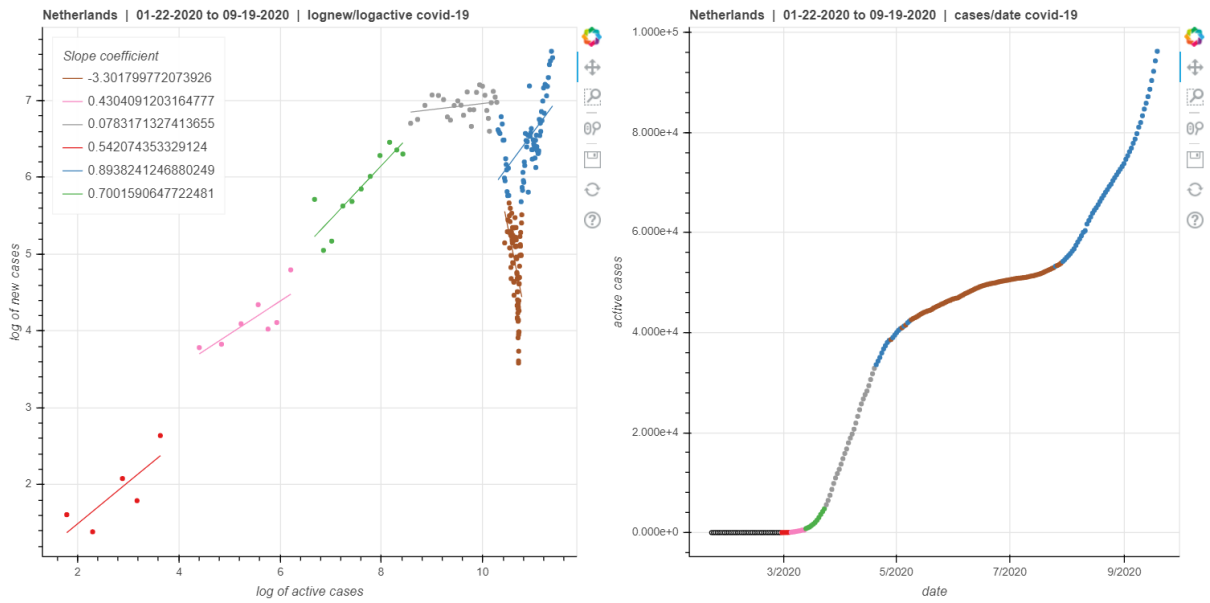 Netherlands | 01-22-2020 to 09-19-2020 | lognew/logactive covid-19
Slope coefficient
-3.301799772073926
0.4304091203164777
0.0783171327413655
0.542074353329124
0.8938241246880249
0.7001590647722481
7
6
5
4
3
2
log of new cases
2
4
6
8
10
log of active cases
Netherlands | 01-22-2020 to 09-19-2020 | cases/date covid-19
1.000e+5
8.000e+4
6.000e+4
4.000e+4
2.000e+4
0.000e+0
active cases
3/2020
5/2020
7/2020
9/2020
date